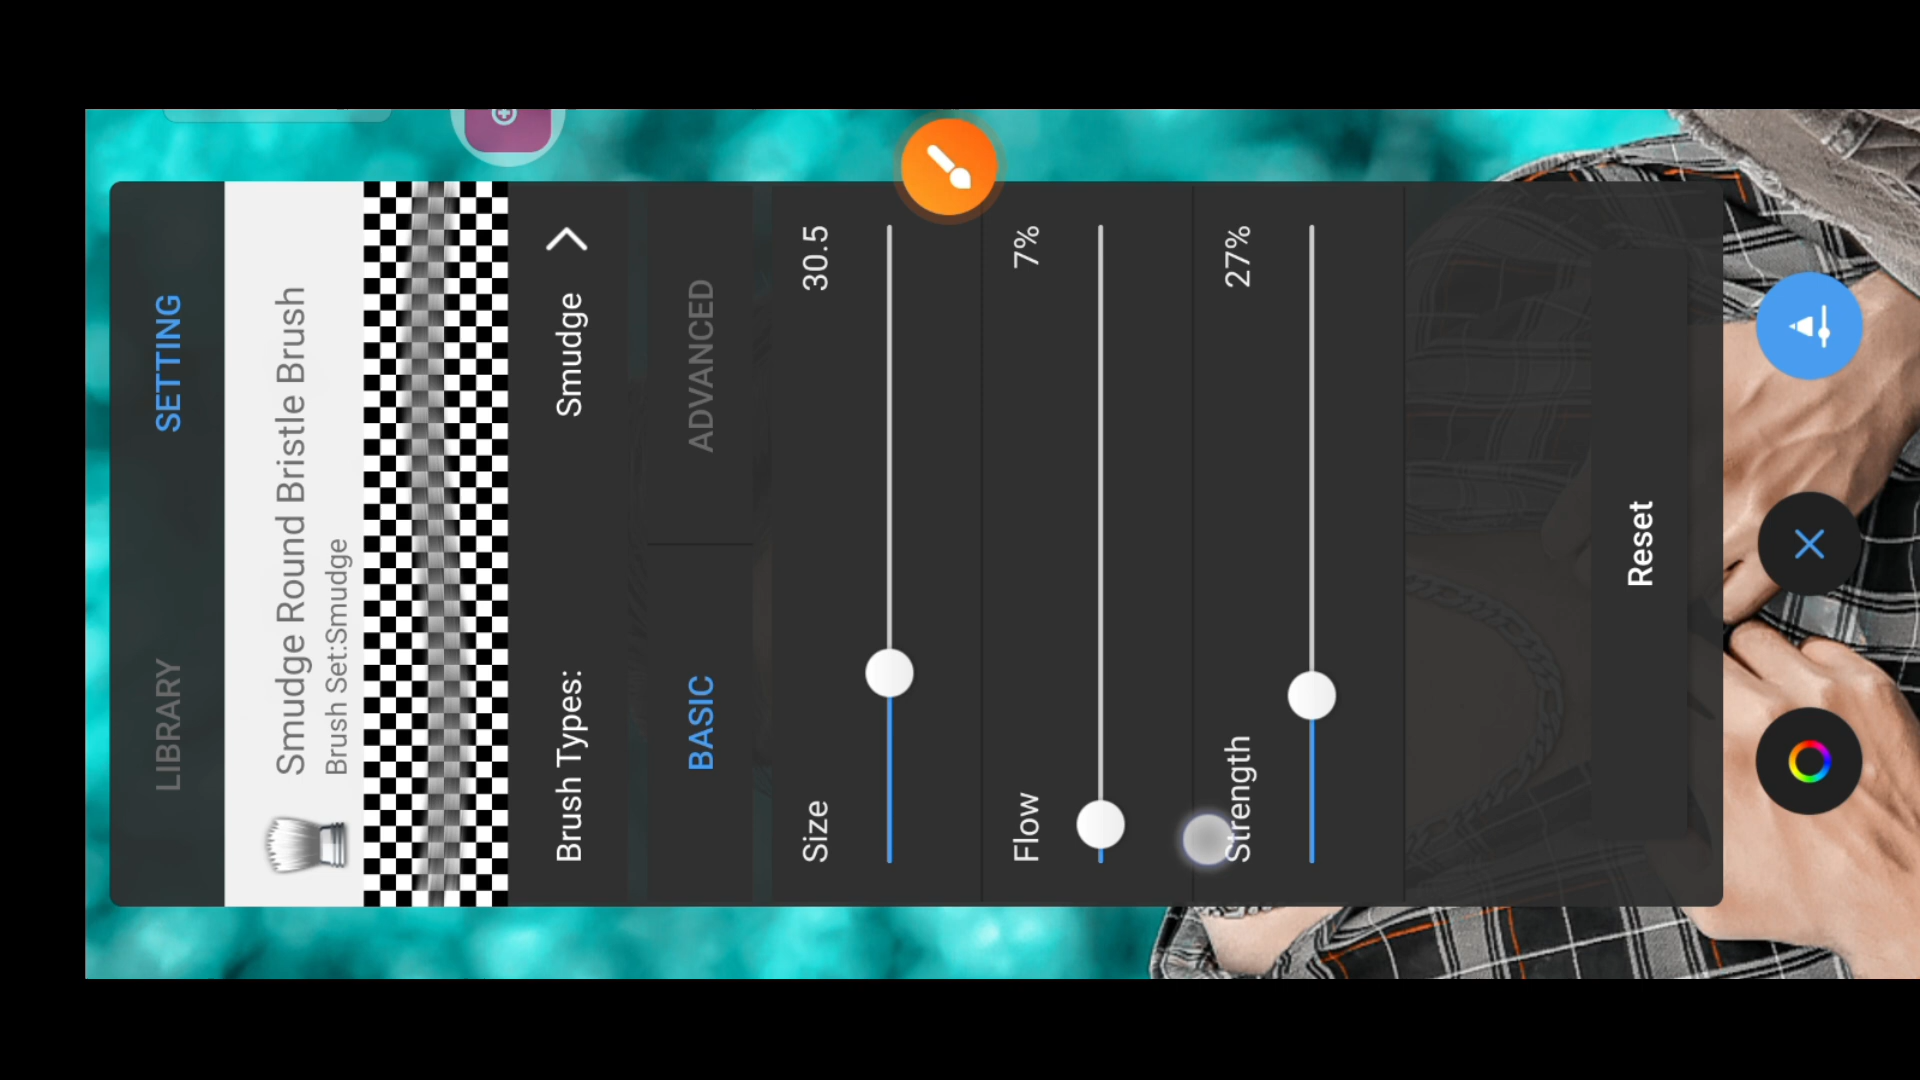 LIBRARY
SETTING
Smudge Round Bristle Brush
Brush Set:Smudge
Brush Types:
Smudge
BASIC
ADVANCED
Size
30.5
Flow
7%
Strength
27%
Reset